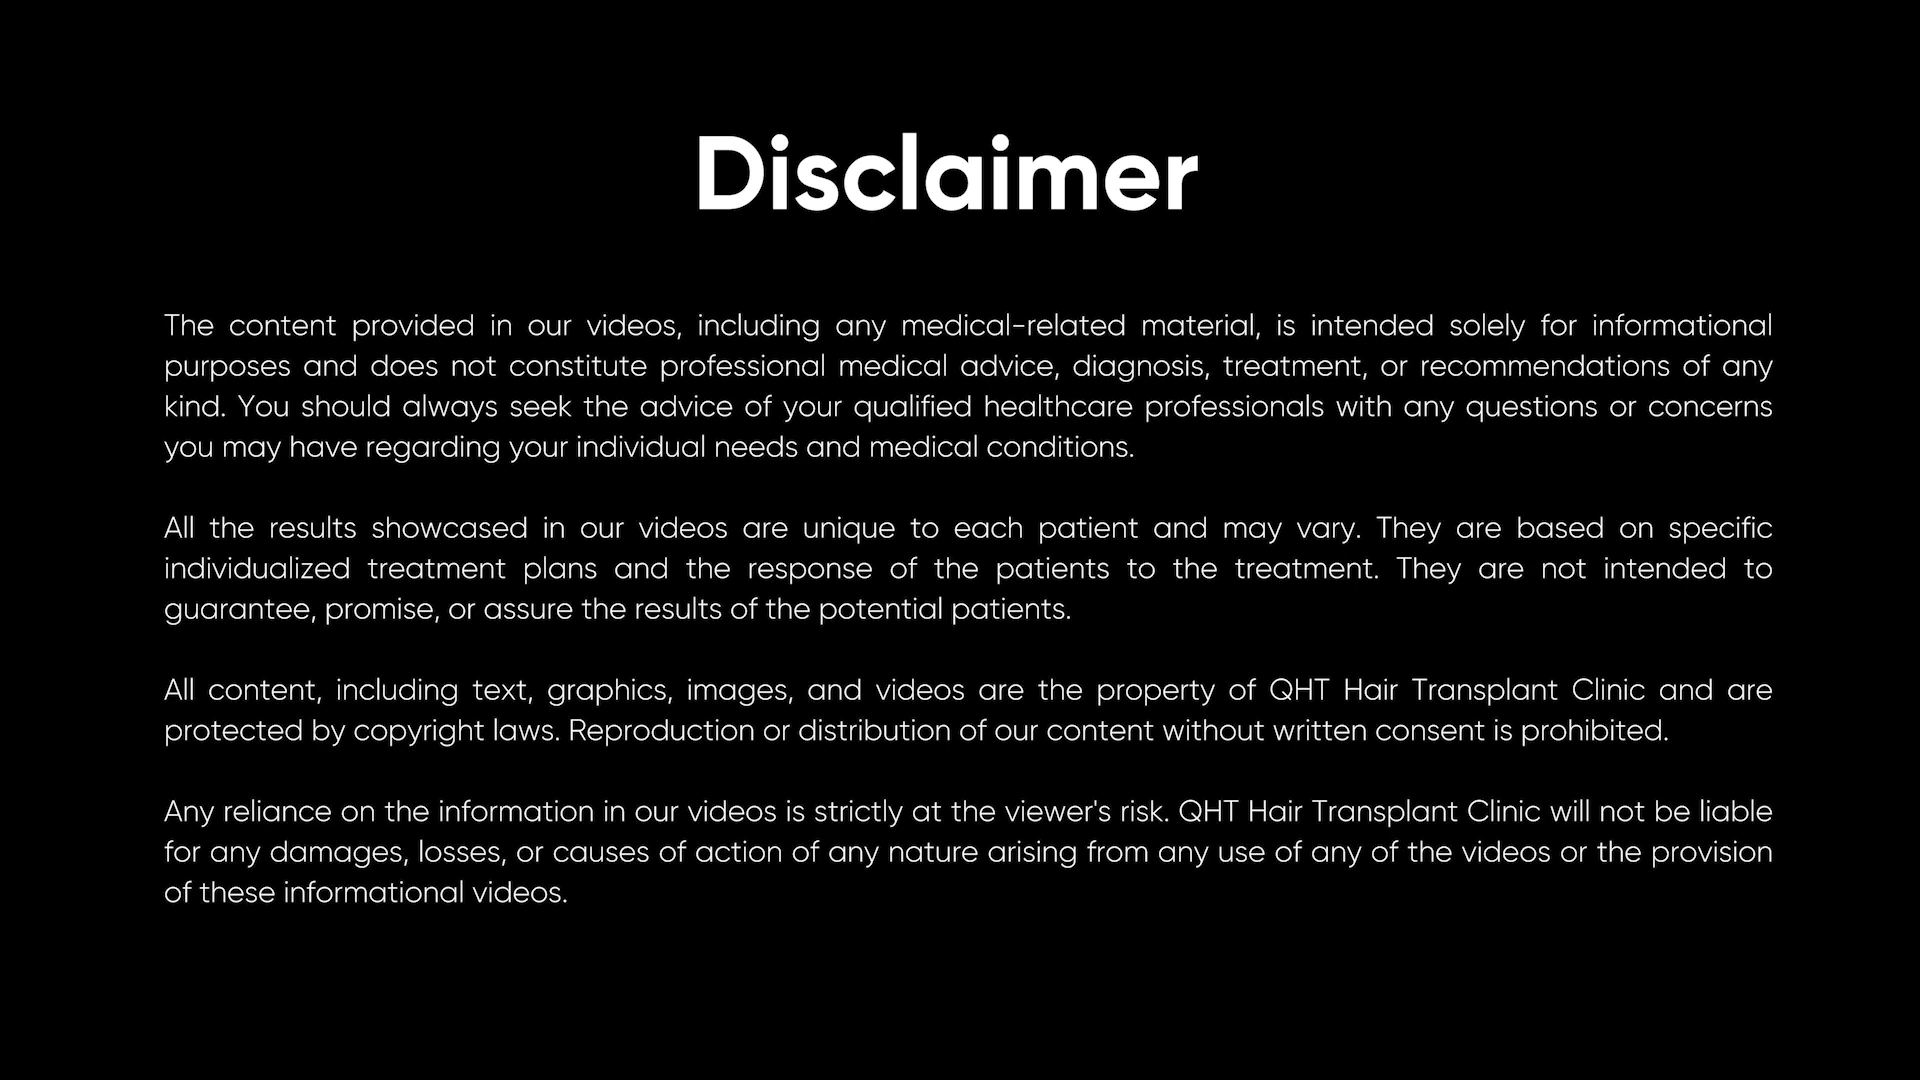 Disclaimer
The content provided in our videos, including any medical-related material, is intended solely for informational
purposes and does not constitute professional medical advice, diagnosis, treatment, or recommendations of any
kind. You should always seek the advice of your qualified healthcare professionals with any questions or concerns
you may have regarding your individual needs and medical conditions.
All the results showcased in our videos are unique to each patient and may vary. They are based on specific
individualized treatment plans and the response of the patients to the treatment. They are not intended to
guarantee, promise, or assure the results of the potential patients.
All content, including text, graphics, images, and videos are the property of QHT Hair Transplant Clinic and are
protected by copyright laws. Reproduction or distribution of our content without written consent is prohibited.
Any reliance on the information in our videos is strictly at the viewer's risk. QHT Hair Transplant Clinic will not be liable
for any damages, losses, or causes of action of any nature arising from any use of any of the videos or the provision
of these informational videos.